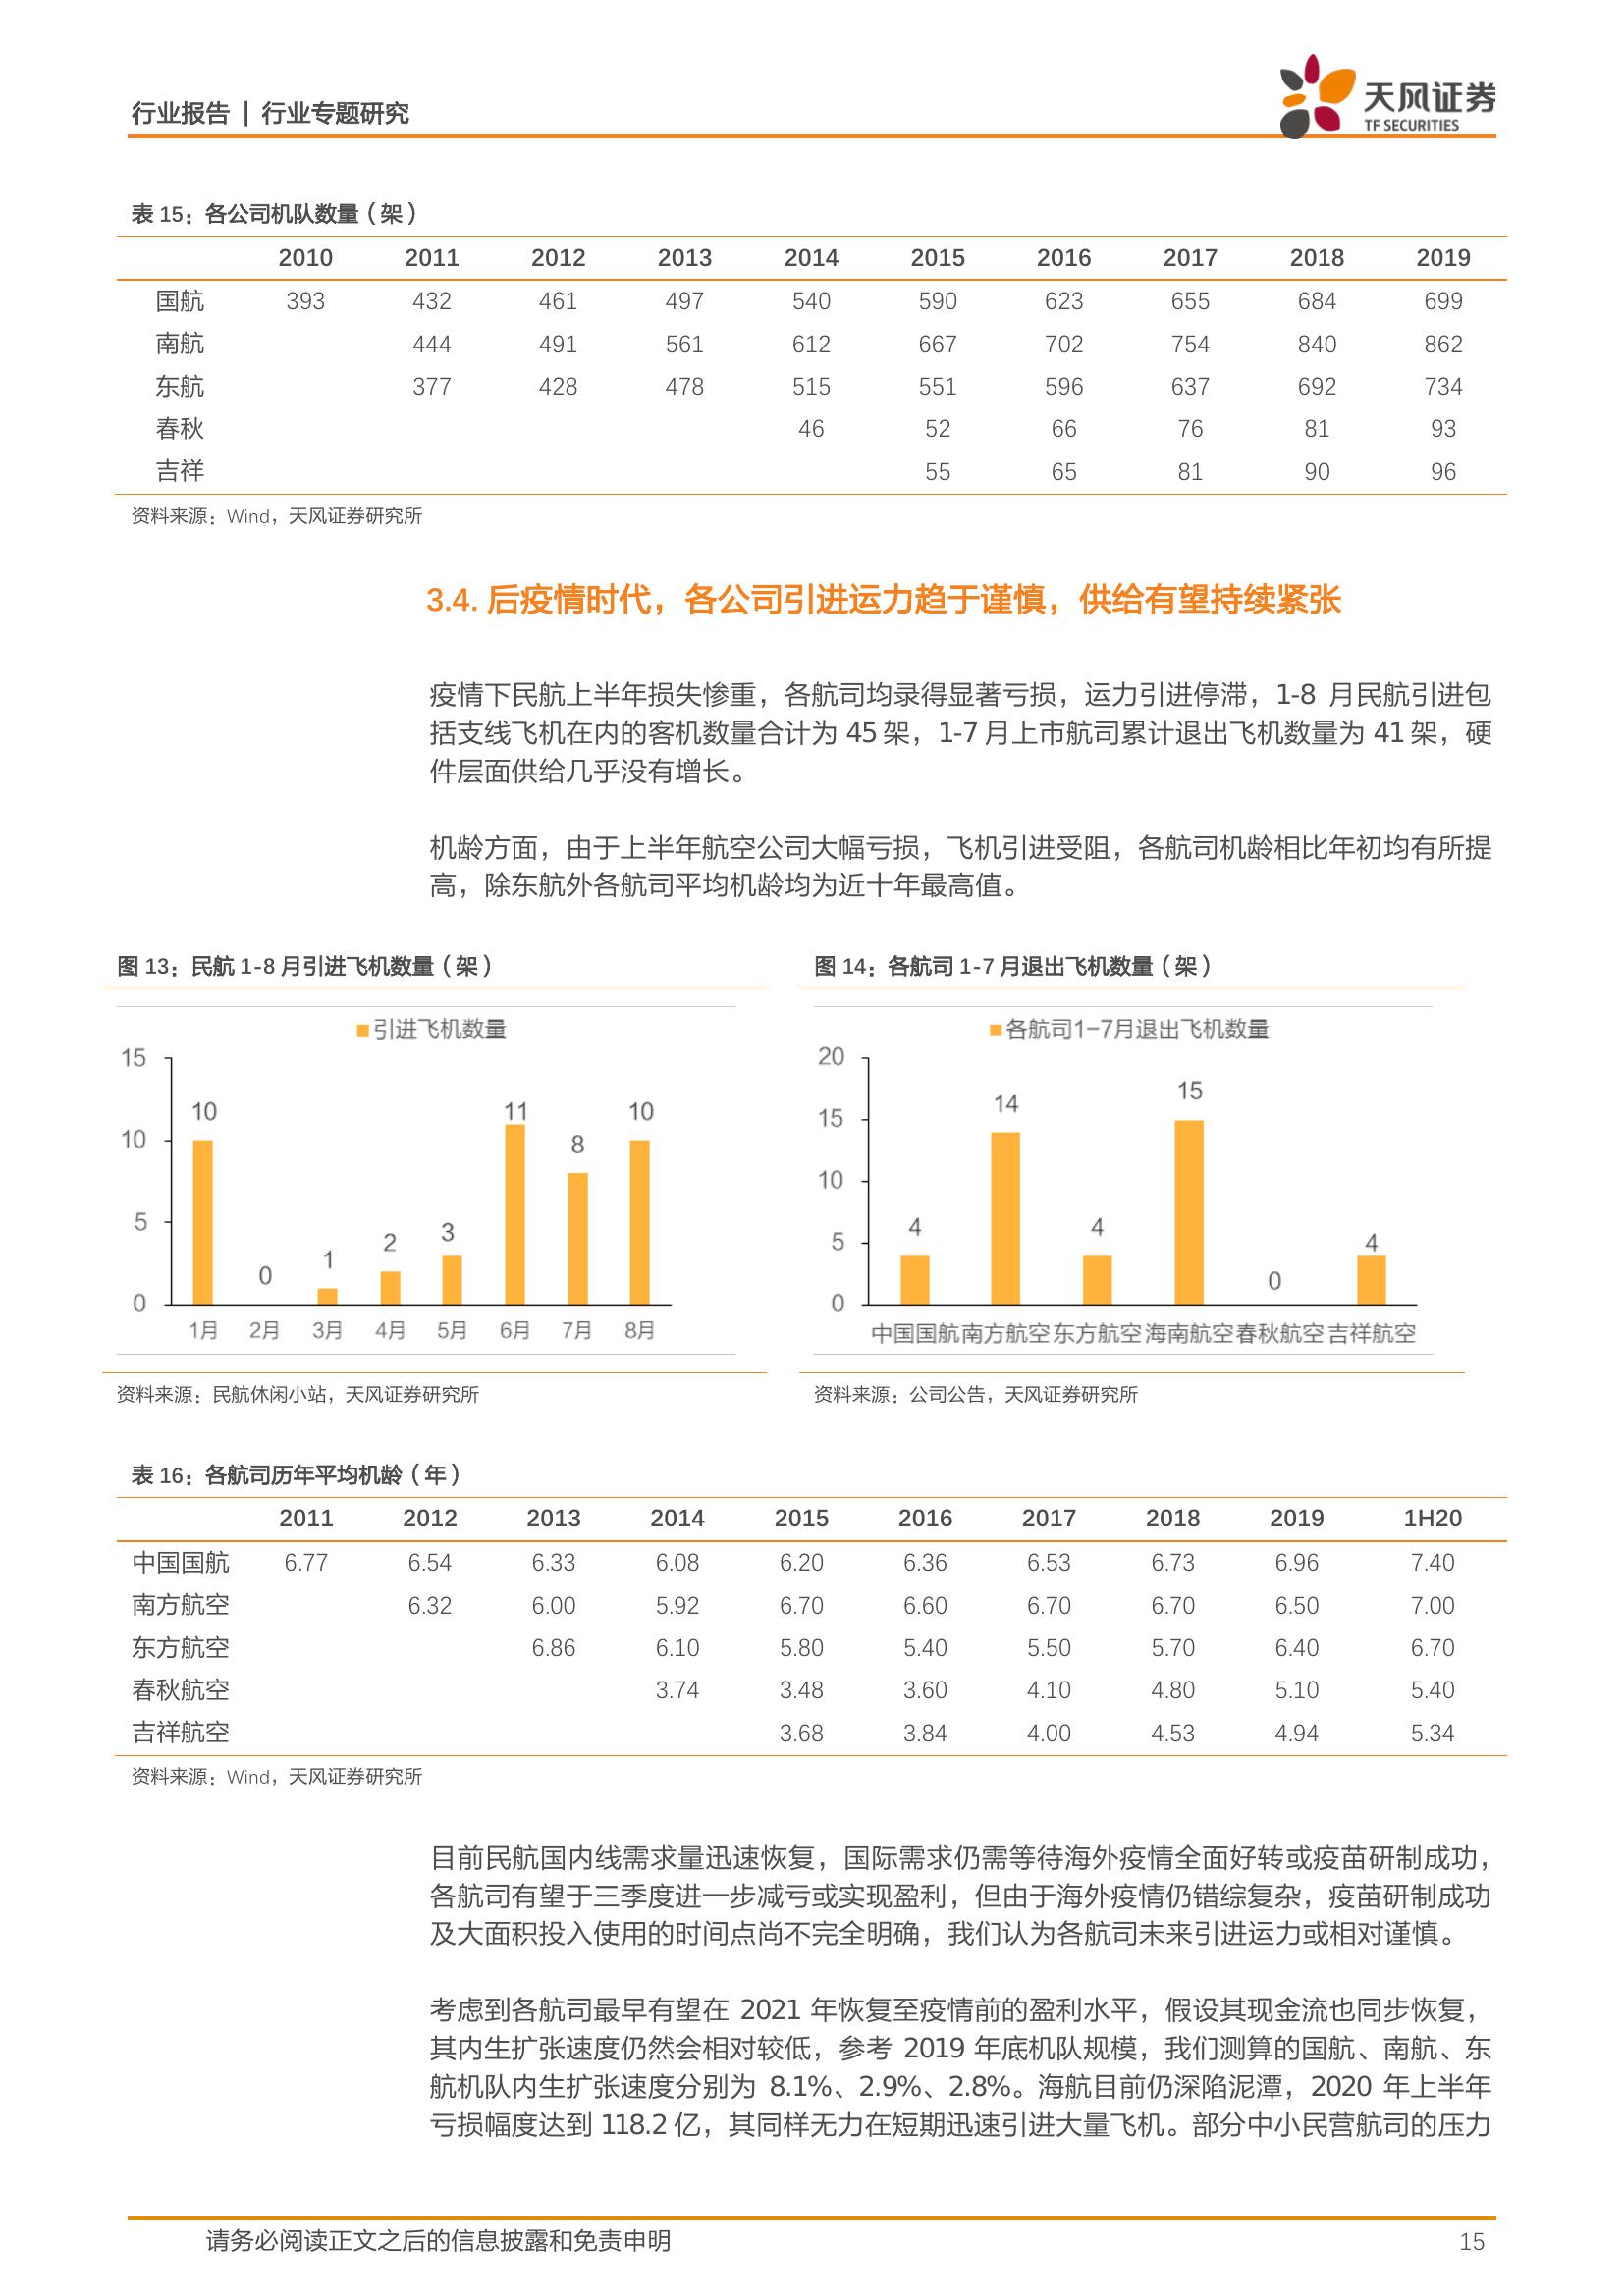 行业报告 | 行业专题研究
天风证券
TF SECURITIES
表 15：各公司机队数量（架）
2010 2011 2012 2013 2014 2015 2016 2017 2018 2019
国航 393 432 461 497 540 590 623 655 684 699
南航 444 491 561 612 667 702 754 840 862
东航 377 428 478 515 551 596 637 692 734
春秋 46 52 66 76 81 93
吉祥 55 65 81 90 96
资料来源：Wind，天风证券研究所
3.4. 后疫情时代，各公司引进运力趋于谨慎，供给有望持续紧张
疫情下民航上半年损失惨重，各航司均录得显著亏损，运力引进停滞，1-8 月民航引进包
括支线飞机在内的客机数量合计为 45 架，1-7 月上市航司累计退出飞机数量为 41 架，硬
件层面供给几乎没有增长。
机龄方面，由于上半年航空公司大幅亏损，飞机引进受阻，各航司机龄相比年初均有所提
高，除东航外各航司平均机龄均为近十年最高值。
图 13：民航 1-8 月引进飞机数量（架）
引进飞机数量
15
10
5
0
10 0 1 2 3 11 8 10
1月 2月 3月 4月 5月 6月 7月 8月
资料来源：民航休闲小站，天风证券研究所
图 14：各航司 1-7 月退出飞机数量（架）
各航司1-7月退出飞机数量
20
15
10
5
0
4 14 4 15 0 4
中国国航 南方航空 东方航空 海南航空 春秋航空 吉祥航空
资料来源：公司公告，天风证券研究所
表 16：各航司历年平均机龄（年）
2011 2012 2013 2014 2015 2016 2017 2018 2019 1H20
中国国航 6.77 6.54 6.33 6.08 6.20 6.36 6.53 6.73 6.96 7.40
南方航空 6.32 6.00 5.92 6.70 6.60 6.70 6.70 6.50 7.00
东方航空 6.86 6.10 5.80 5.40 5.50 5.70 6.40 6.70
春秋航空 3.74 3.48 3.60 4.10 4.80 5.10 5.40
吉祥航空 3.68 3.84 4.00 4.53 4.94 5.34
资料来源：Wind，天风证券研究所
目前民航国内线需求量迅速恢复，国际需求仍需等待海外疫情全面好转或疫苗研制成功，
各航司有望于三季度进一步减亏或实现盈利，但由于海外疫情仍错综复杂，疫苗研制成功
及大面积投入使用的时间点尚不完全明确，我们认为各航司未来引进运力或相对谨慎。
考虑到各航司最早有望在 2021 年恢复至疫情前的盈利水平，假设其现金流也同步恢复，
其内生扩张速度仍然会相对较低，参考 2019 年底机队规模，我们测算的国航、南航、东
航机队内生扩张速度分别为 8.1%、2.9%、2.8%。海航目前仍深陷泥潭，2020 年上半年
亏损幅度达到 118.2 亿，其同样无力在短期迅速引进大量飞机。部分中小民营航司的压力
请务必阅读正文之后的信息披露和免责申明
15